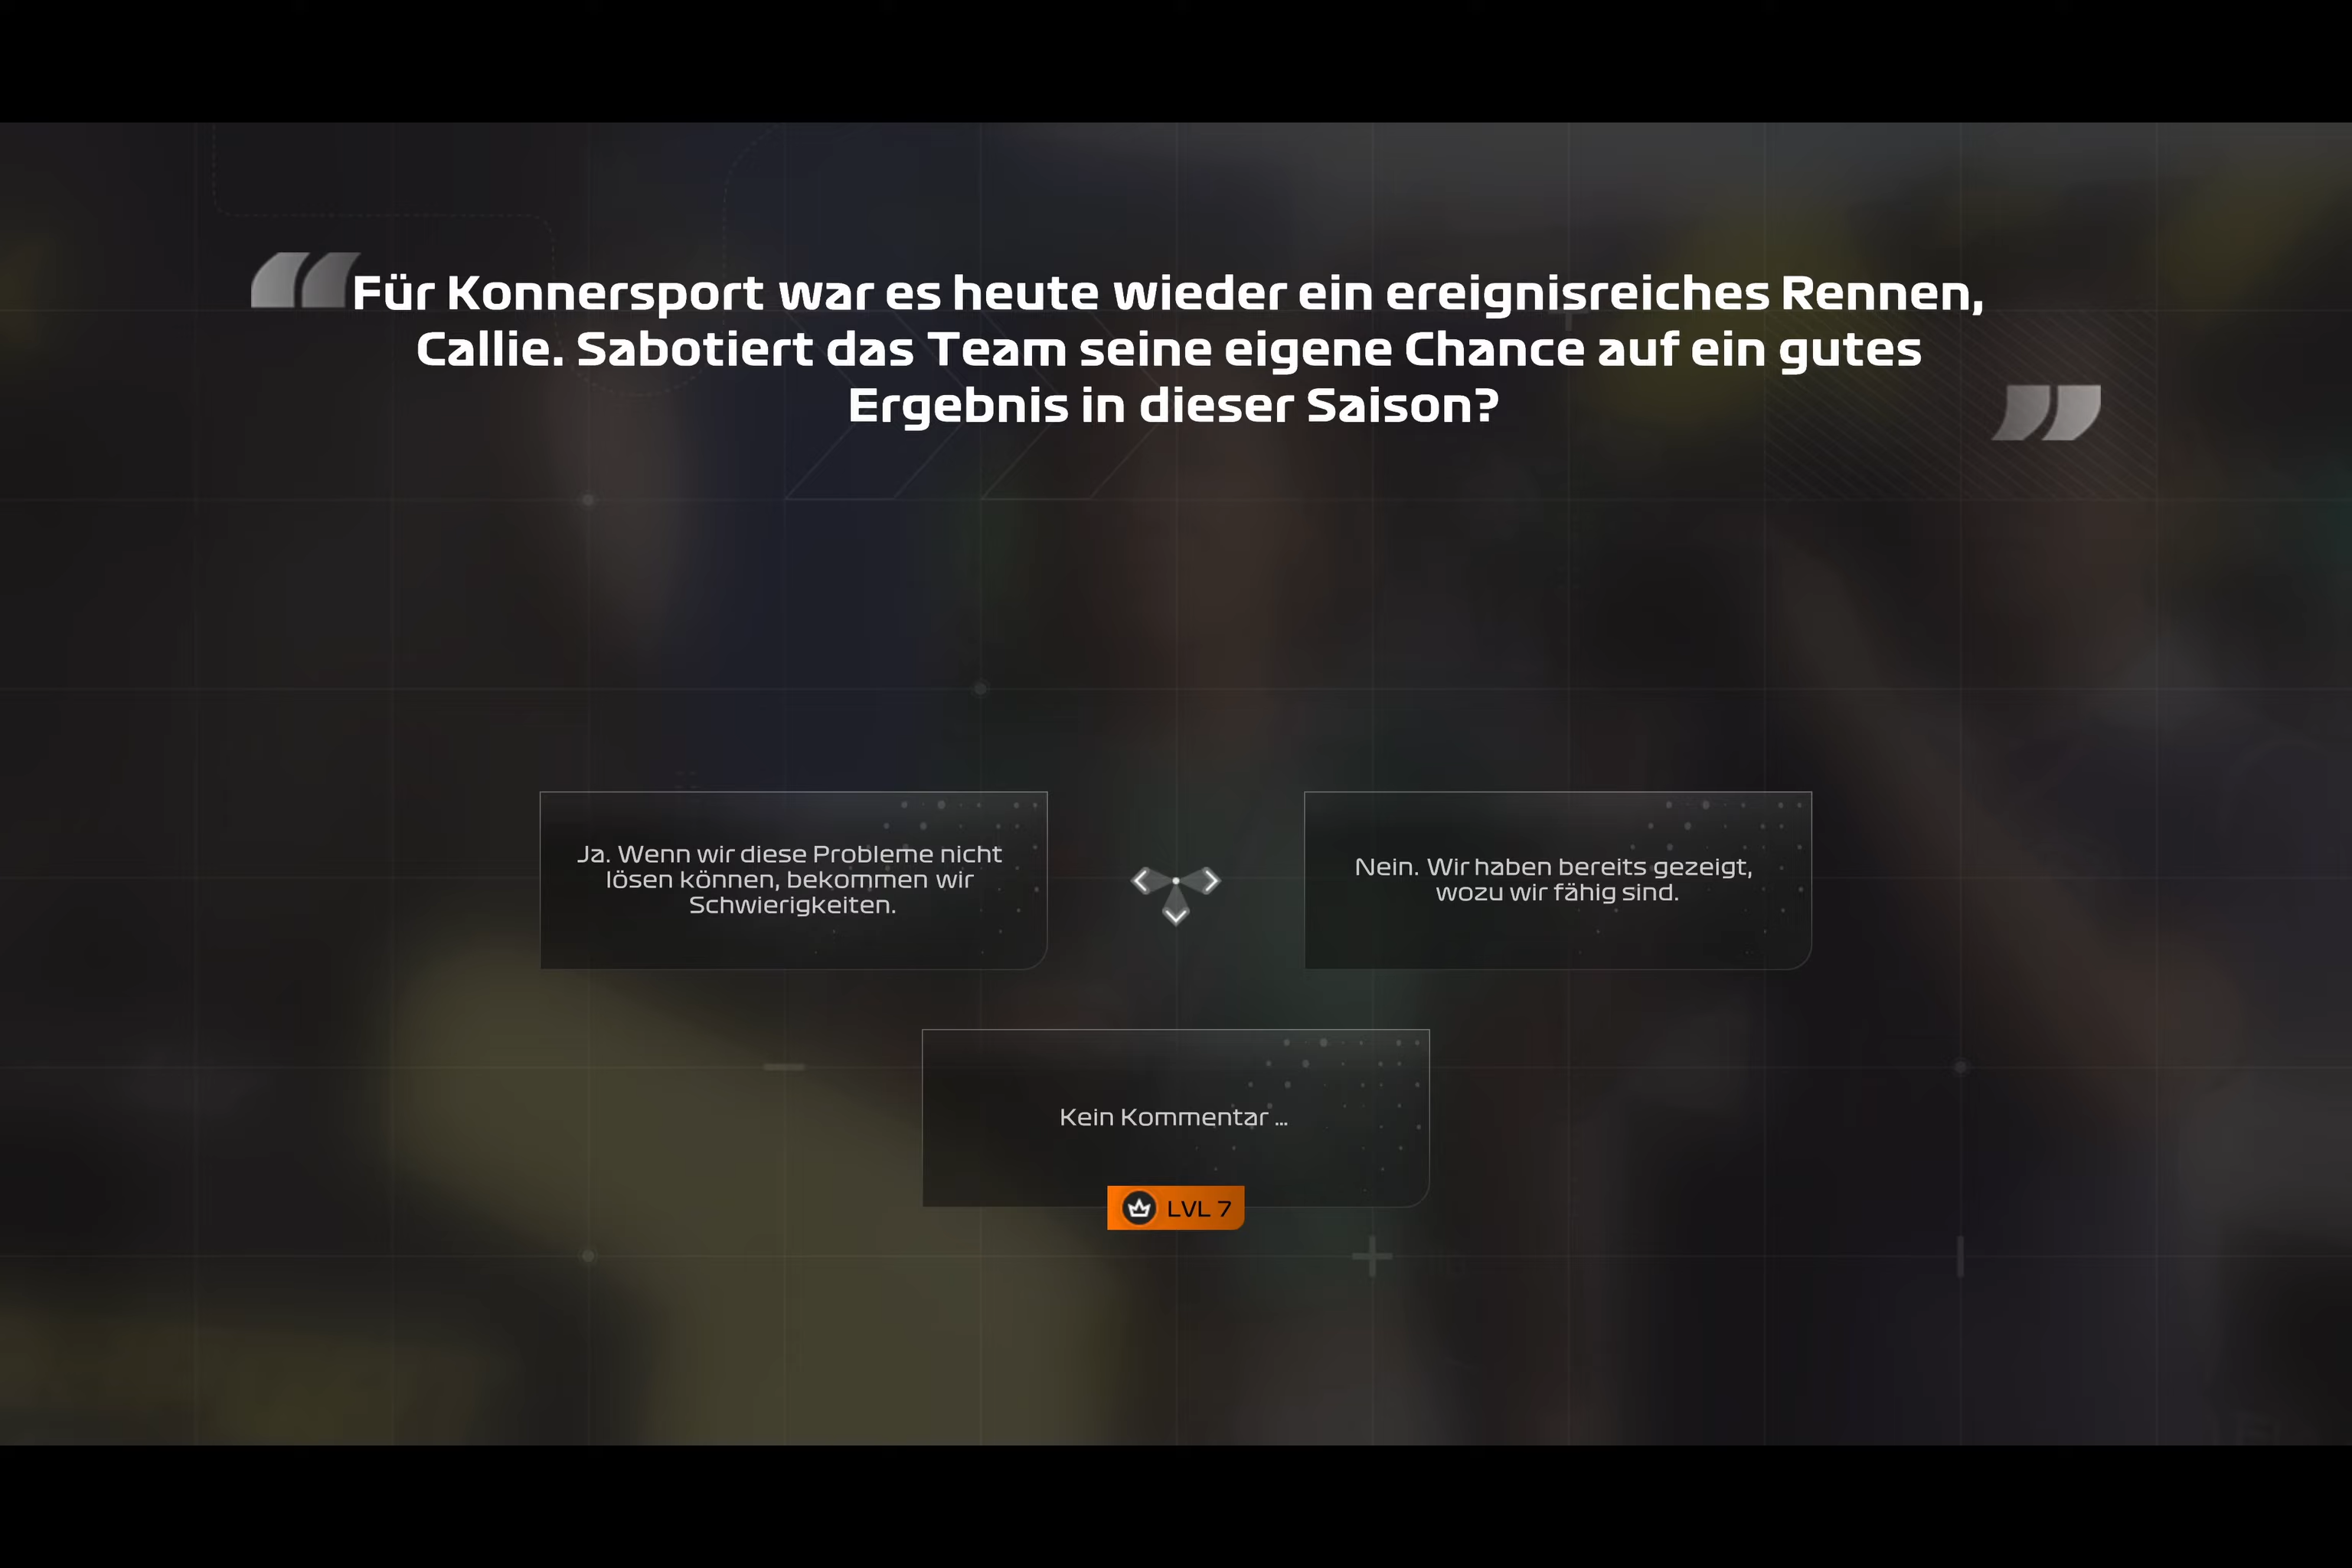 Für Konnersport war es heute wieder ein ereignisreiches Rennen,
Callie. Sabotiert das Team seine eigene Chance auf ein gutes
Ergebnis in dieser Saison?
Ja. Wenn wir diese Probleme nicht
lösen können, bekommen wir
Schwierigkeiten.
Nein. Wir haben bereits gezeigt,
wozu wir fähig sind.
Kein Kommentar ...
LVL 7